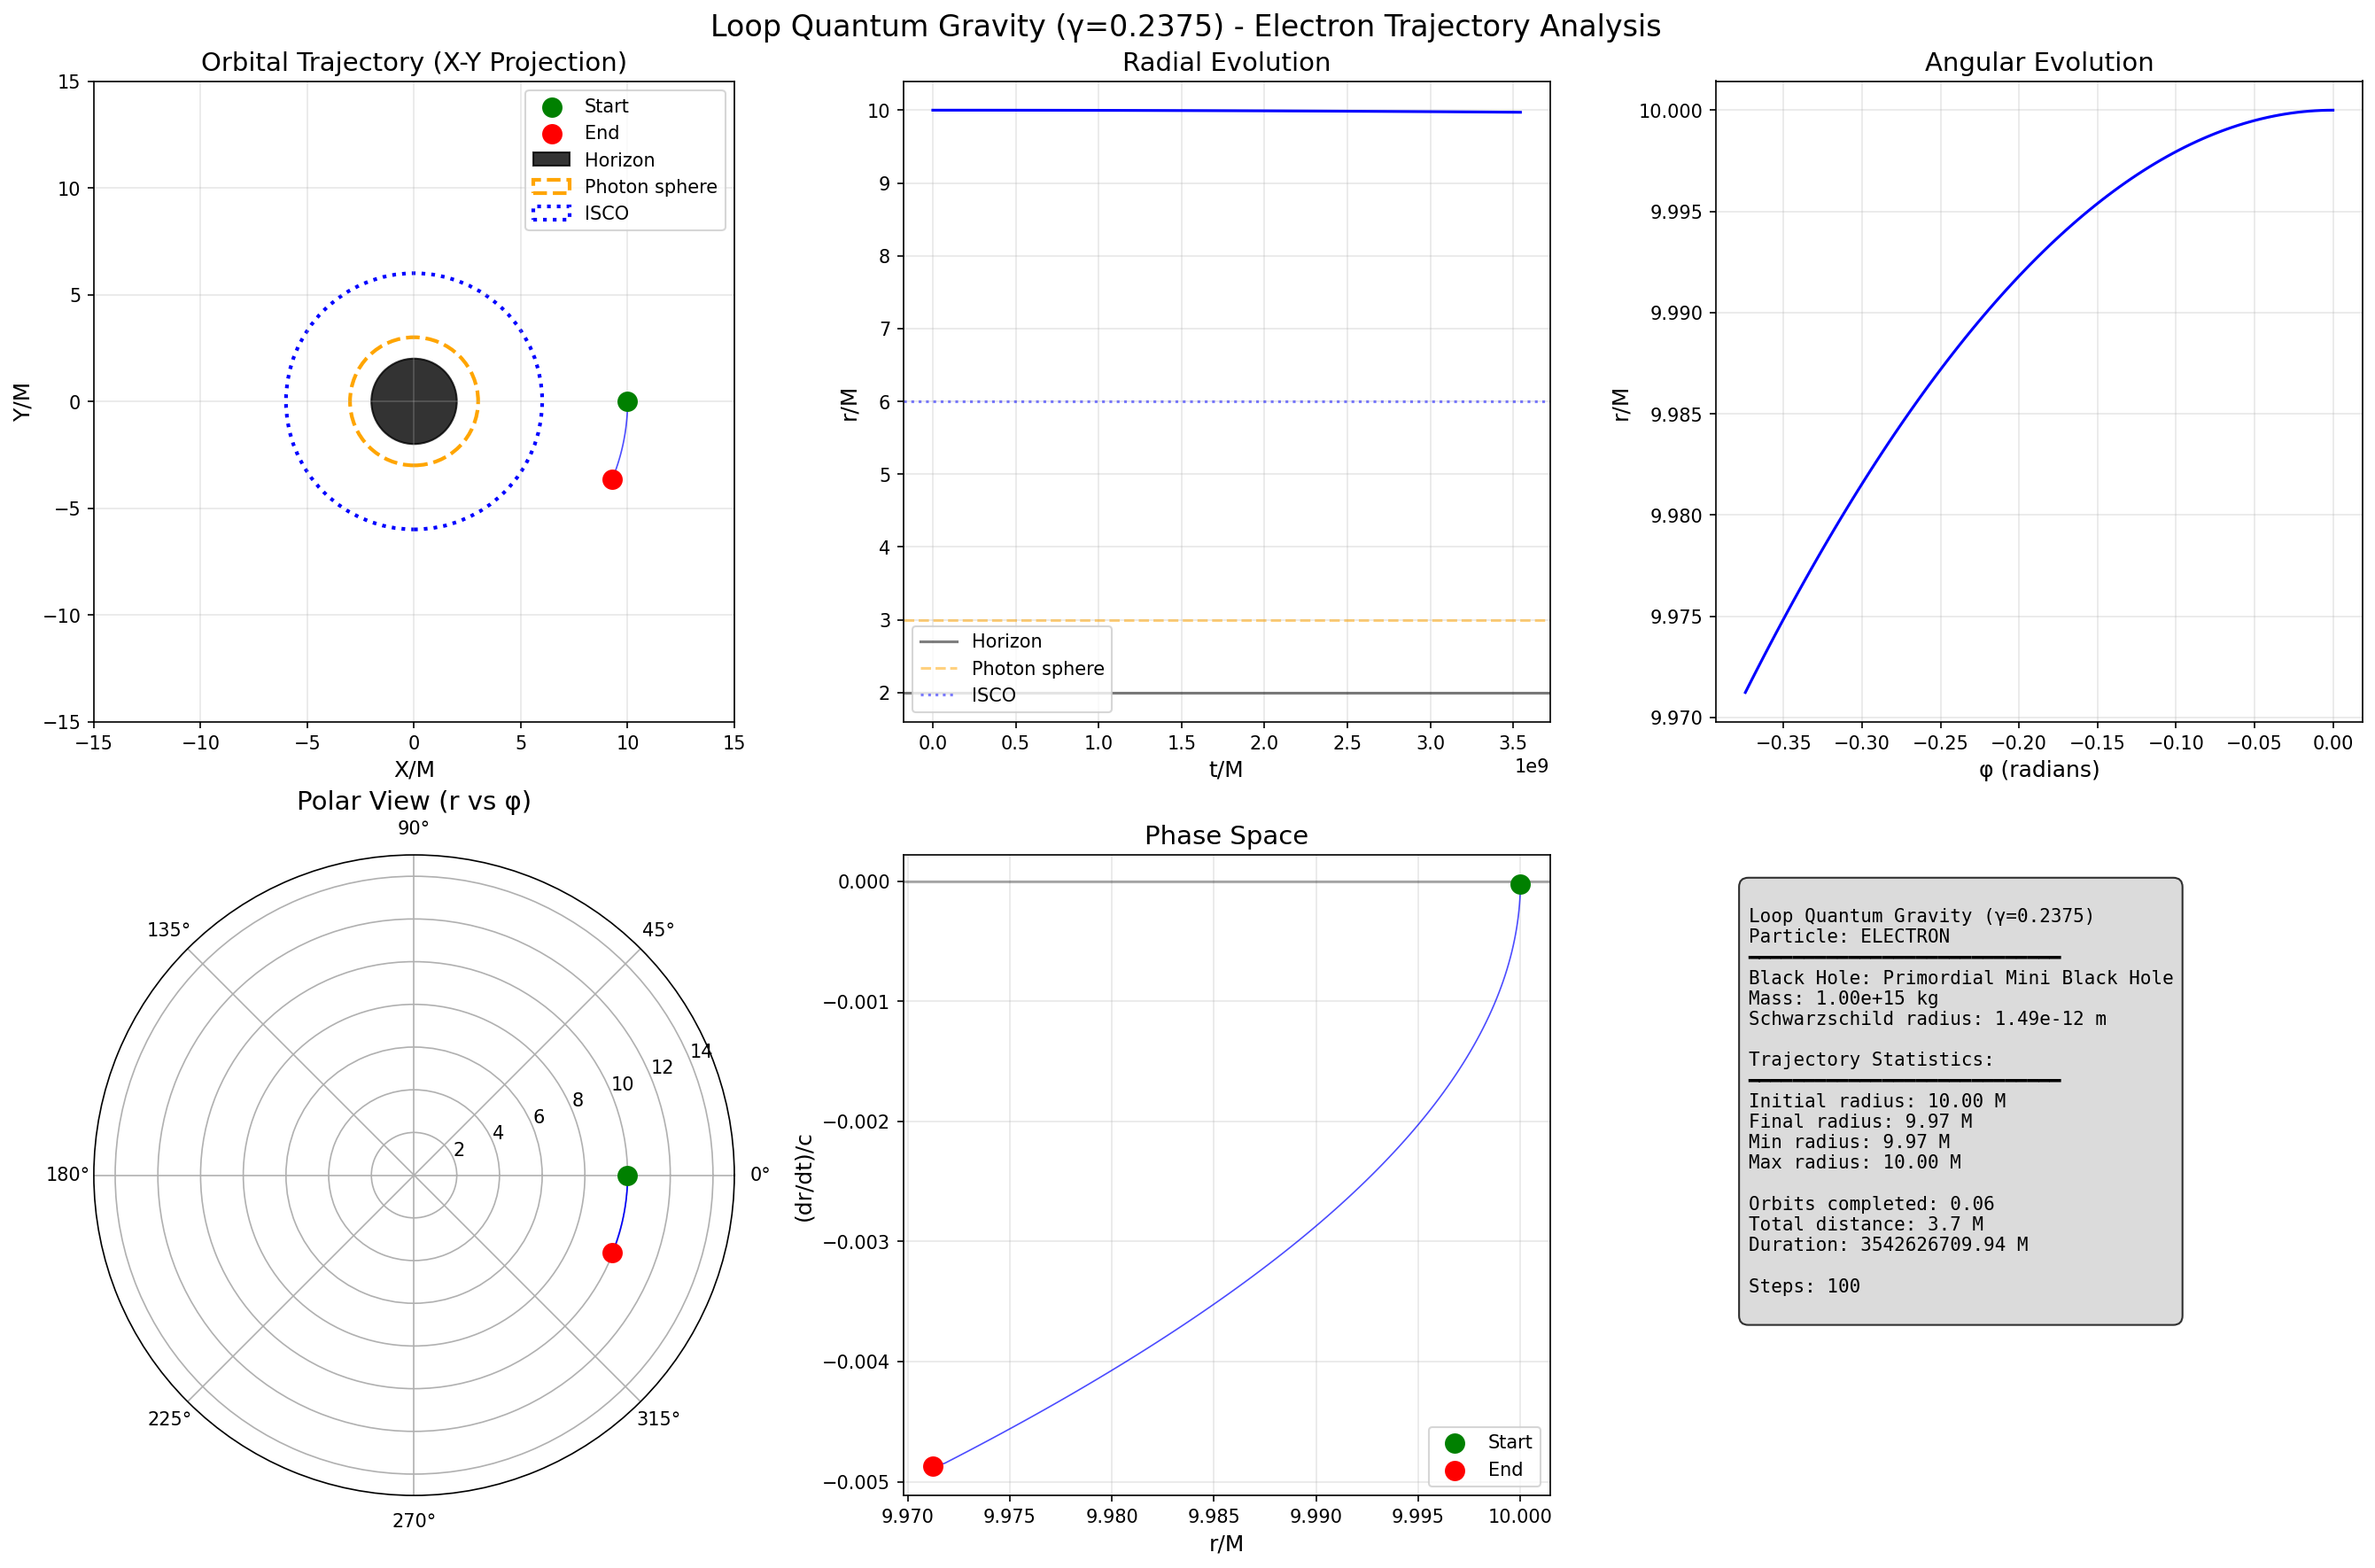 Loop Quantum Gravity (γ=0.2375) - Electron Trajectory Analysis
Orbital Trajectory (X-Y Projection)
Start
End
Horizon
Photon sphere
ISCO
15
10
5
0
−5
−10
−15
Y/M
−15 −10 −5 0 5 10 15
X/M
Radial Evolution
10
9
8
7
6
5
4
3
2
r/M
Horizon
Photon sphere
ISCO
0.0 0.5 1.0 1.5 2.0 2.5 3.0 3.5
1e9
t/M
Angular Evolution
10.000
9.995
9.990
9.985
9.980
9.975
9.970
r/M
−0.35 −0.30 −0.25 −0.20 −0.15 −0.10 −0.05 0.00
φ (radians)
Polar View (r vs φ)
90°
135° 45°
180° 0°
225° 315°
270°
2 4 6 8 10 12 14
Phase Space
0.000
−0.001
−0.002
−0.003
−0.004
−0.005
(dr/dt)/c
Start
End
9.970 9.975 9.980 9.985 9.990 9.995 10.000
r/M
Loop Quantum Gravity (γ=0.2375)
Particle: ELECTRON
Black Hole: Primordial Mini Black Hole
Mass: 1.00e+15 kg
Schwarzschild radius: 1.49e-12 m
Trajectory Statistics:
Initial radius: 10.00 M
Final radius: 9.97 M
Min radius: 9.97 M
Max radius: 10.00 M
Orbits completed: 0.06
Total distance: 3.7 M
Duration: 3542626709.94 M
Steps: 100